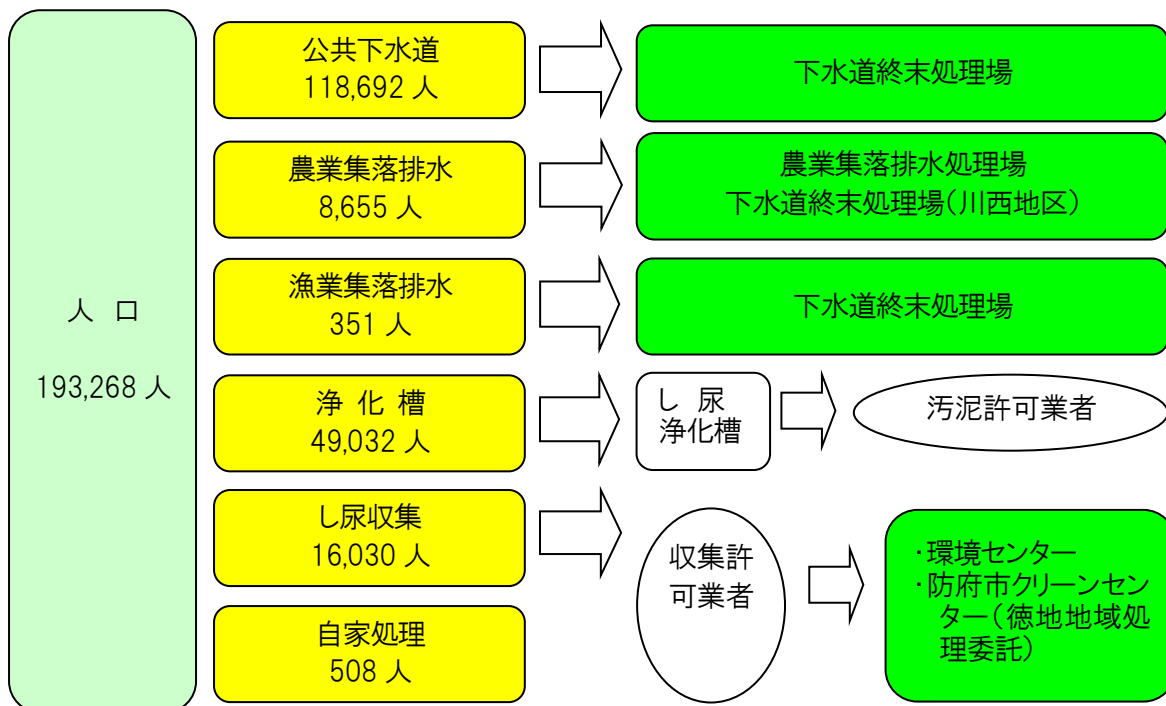 人 口
193,268 人
公共下水道
118,692 人
下水道終末処理場
農業集落排水
8,655 人
農業集落排水処理場
下水道終末処理場(川西地区)
漁業集落排水
351 人
下水道終末処理場
浄 化 槽
49,032 人
し 尿
浄化槽
汚泥許可業者
し尿収集
16,030 人
収集許
可業者
・環境センター
・防府市クリーンセン
ター(徳地地域処
理委託)
自家処理
508 人